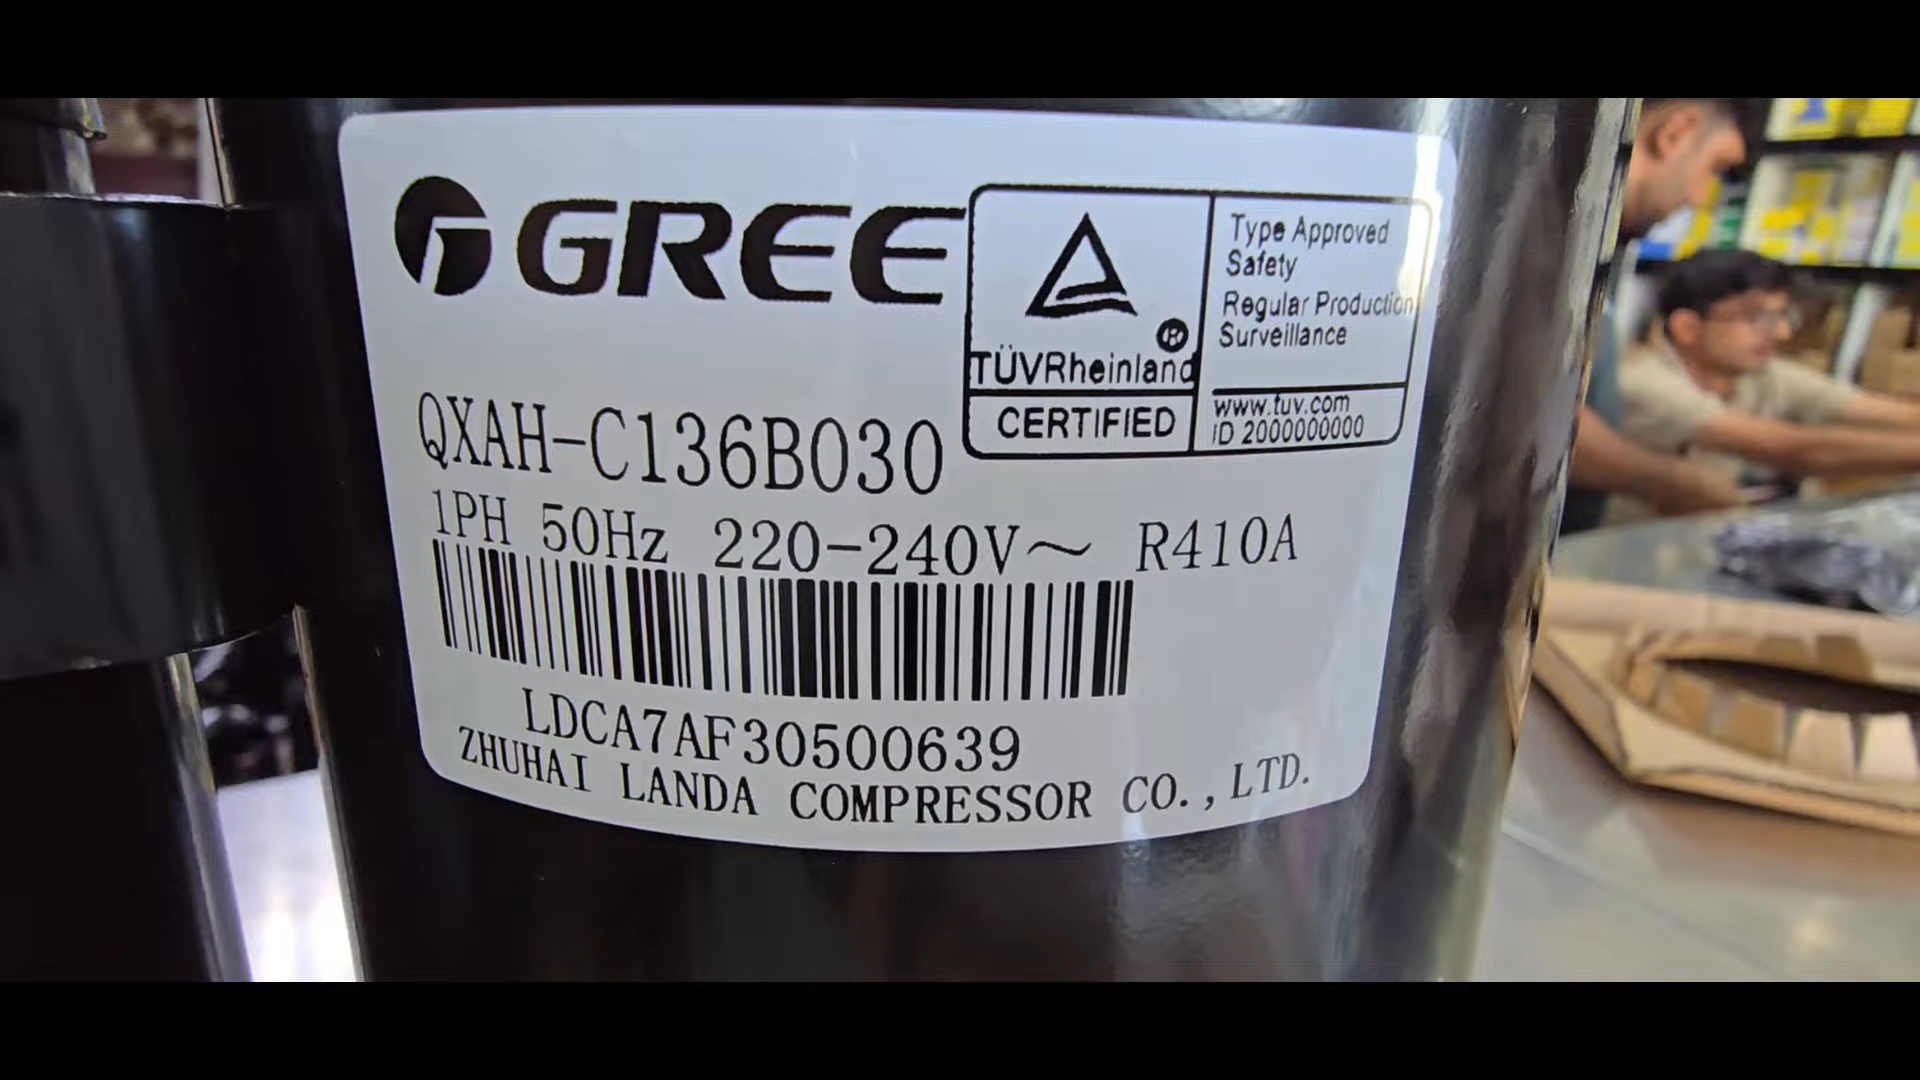 GREE
TÜVRheinland ®
CERTIFIED
Type Approved
Safety
Regular Production
Surveillance
www.tuv.com
ID 2000000000
QXAH-C136B030
1PH 50Hz 220-240V~ R410A
LDCA7AF30500639
ZHUHAI LANDA COMPRESSOR CO., LTD.